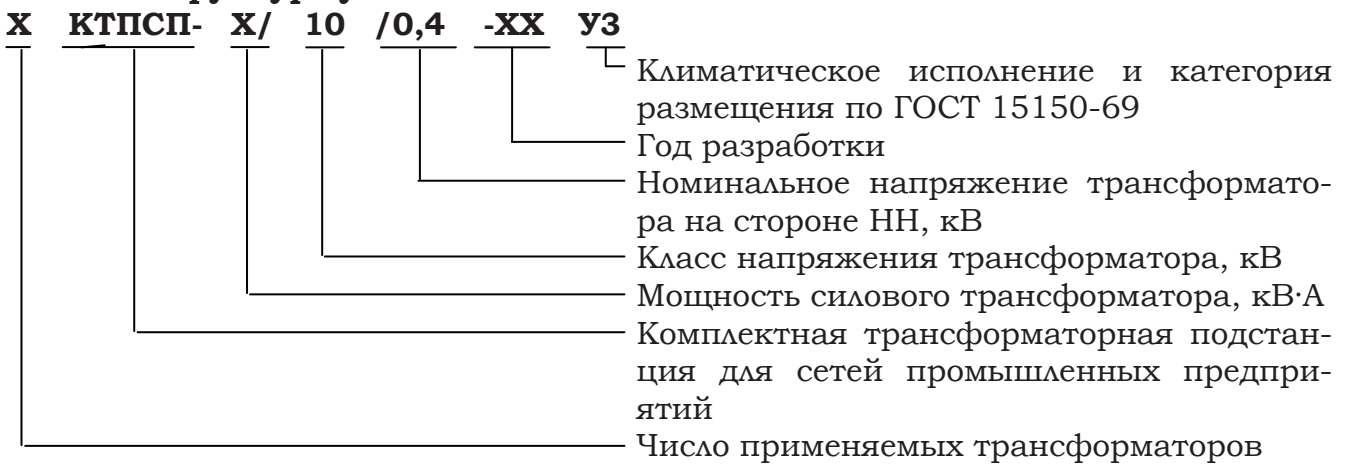 Х КТПСП- Х/ 10 /0,4 -ХХ У3
Климатическое исполнение и категория
размещения по ГОСТ 15150-69
Год разработки
Номинальное напряжение трансформато-
ра на стороне НН, кВ
Класс напряжения трансформатора, кВ
Мощность силового трансформатора, кВ·А
Комплектная трансформаторная подстан-
ция для сетей промышленных предпри-
ятий
Число применяемых трансформаторов